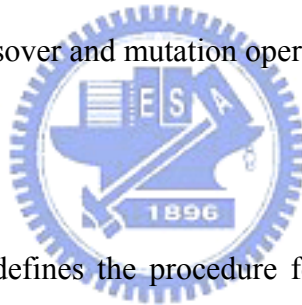 sover and mutation oper
E S A
1896
defines the procedure f